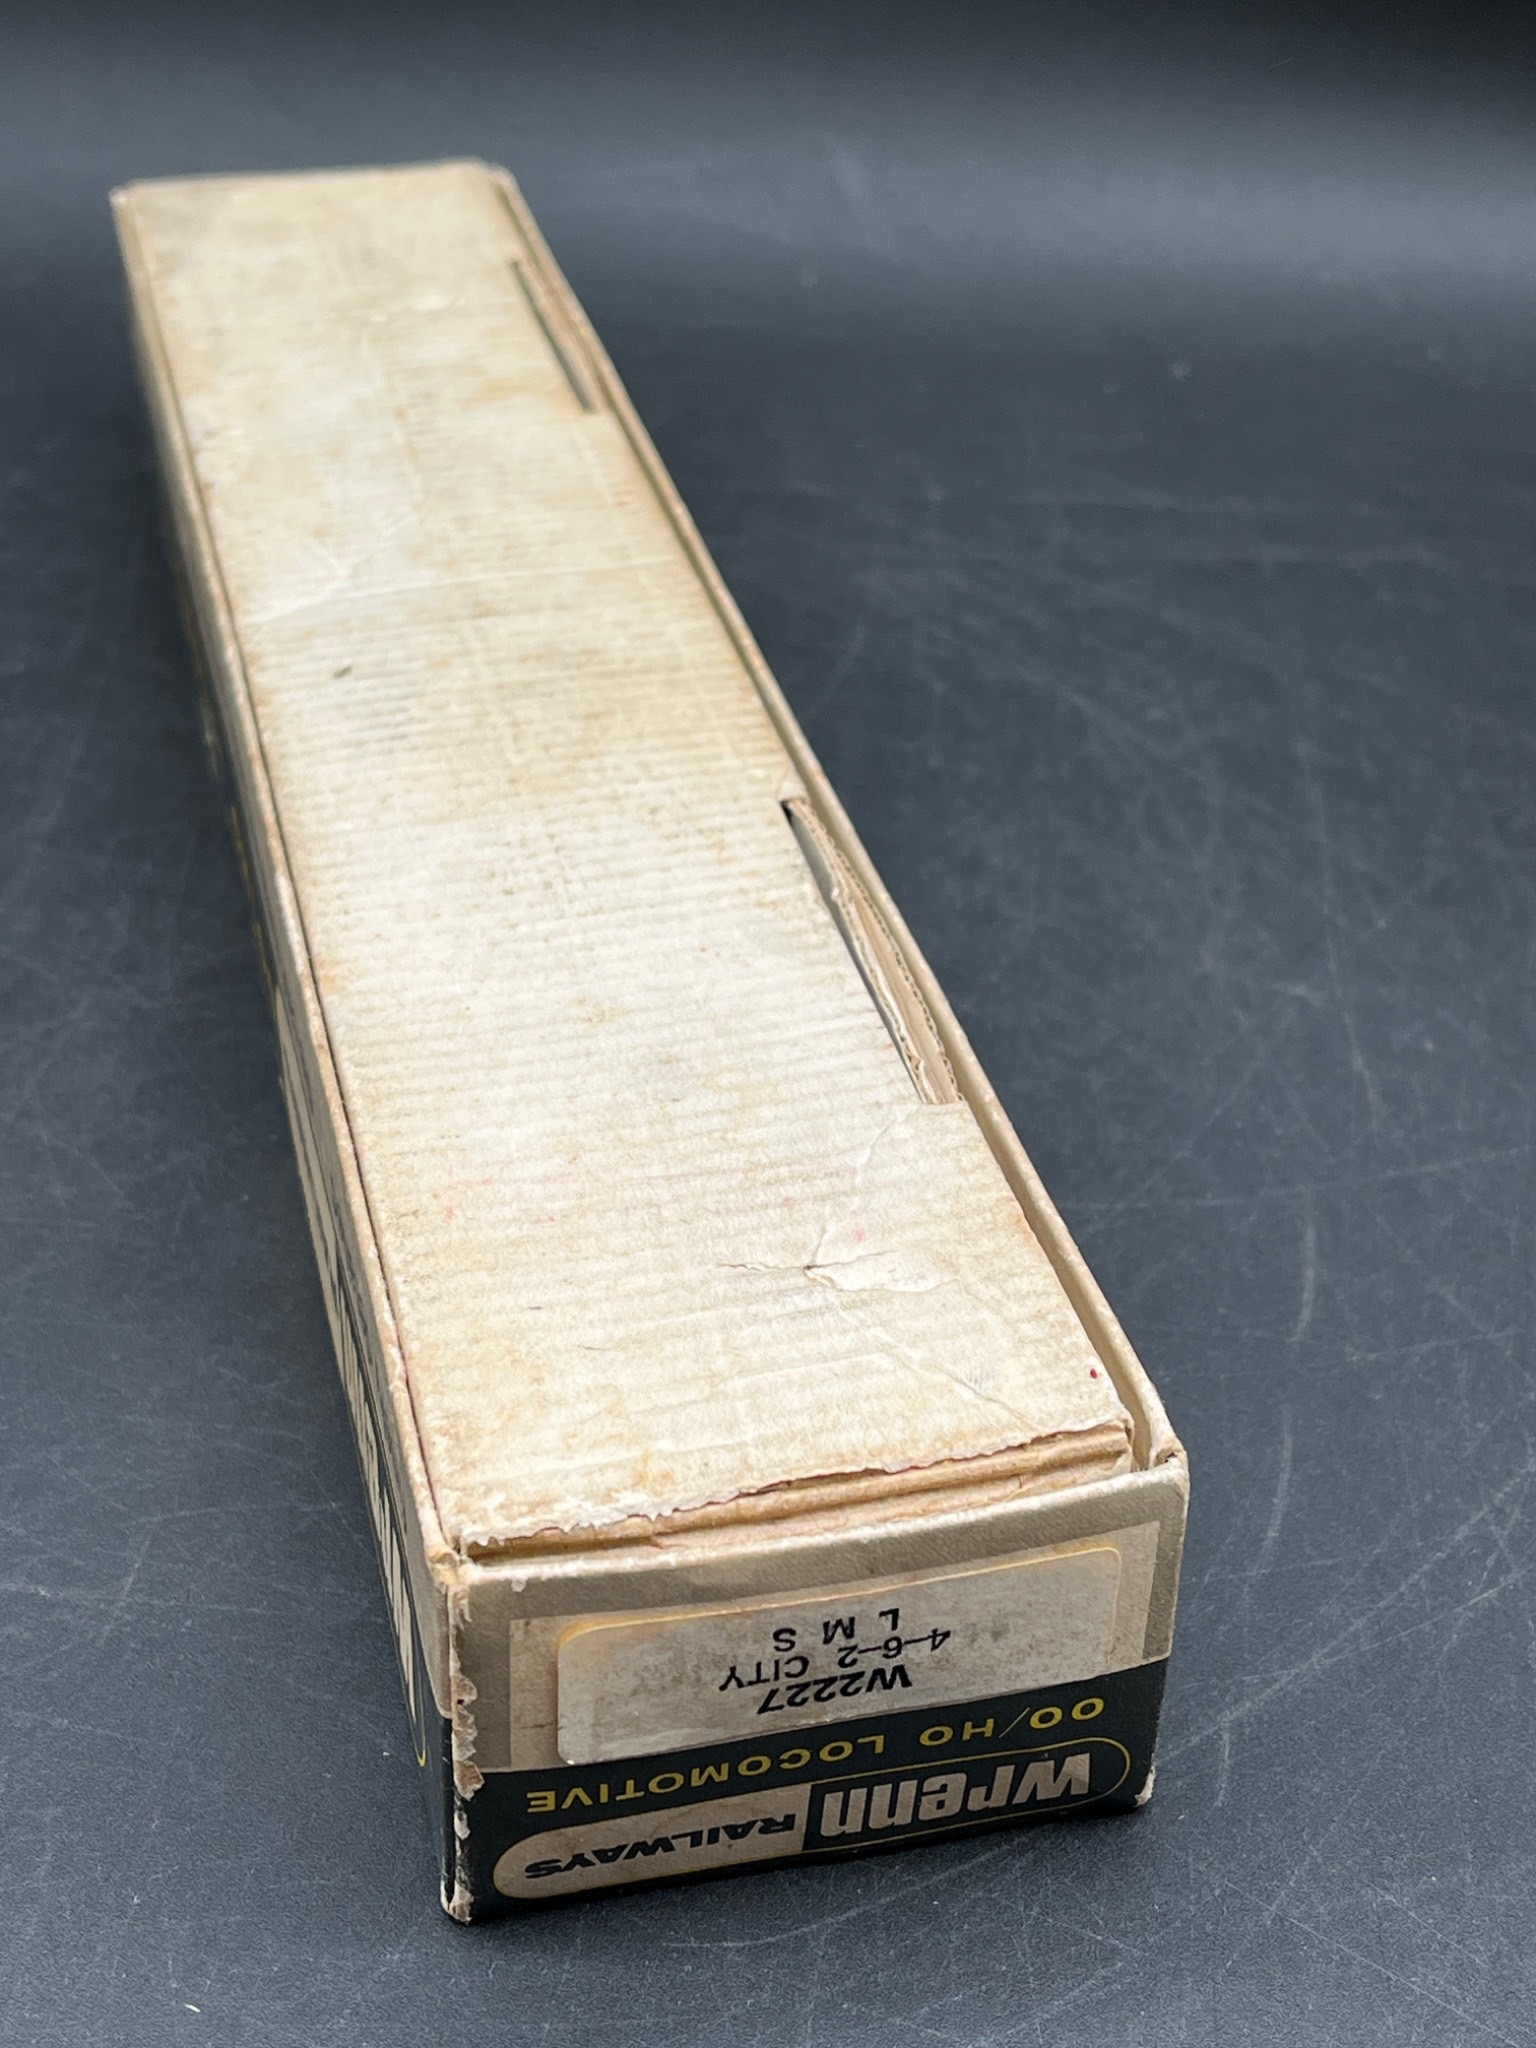 wrenn RAILWAYS
OO/HO LOCOMOTIVE
W2227
4-6-2 CITY
L M S